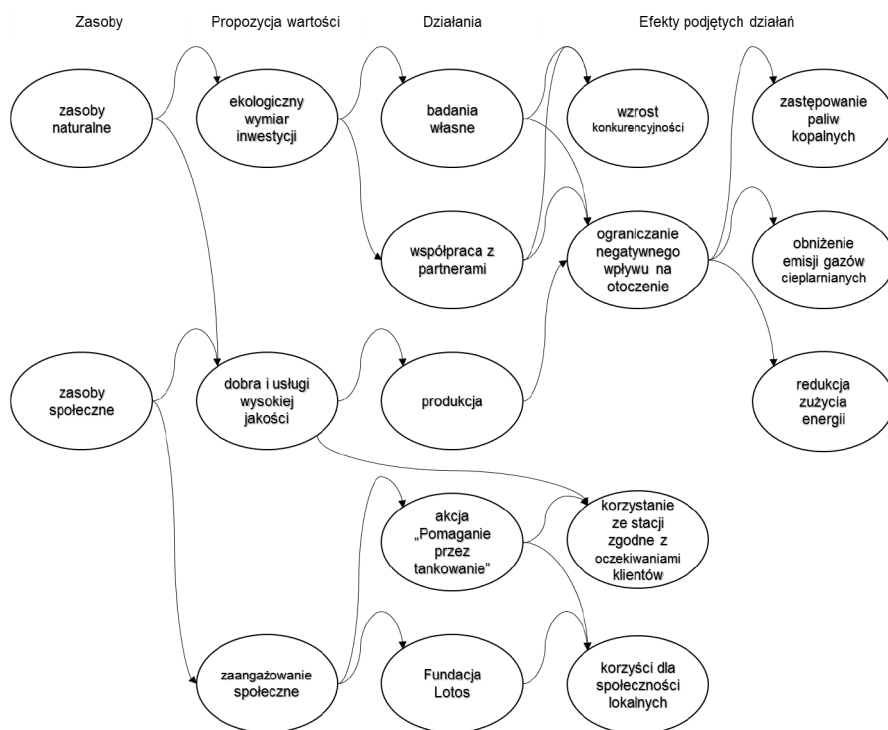 Zasoby
Propozycja wartości
Działania
Efekty podjętych działań
zasoby
naturalne
ekologiczny
wymiar
inwestycji
badania
własne
wzrost
konkurencyjności
zastępowanie
paliw
kopalnych
współpraca z
partnerami
ograniczanie
negatywnego
wpływu na
otoczenie
obniżenie
emisji gazów
cieplarnianych
zasoby
społeczne
dobra i usługi
wysokiej
jakości
produkcja
redukcja
zużycia
energii
akcja
„Pomaganie
przez
tankowanie”
korzystanie
ze stacji
zgodne z
oczekiwaniami
klientów
zaangażowanie
społeczne
Fundacja
Lotos
korzyści dla
społeczności
lokalnych